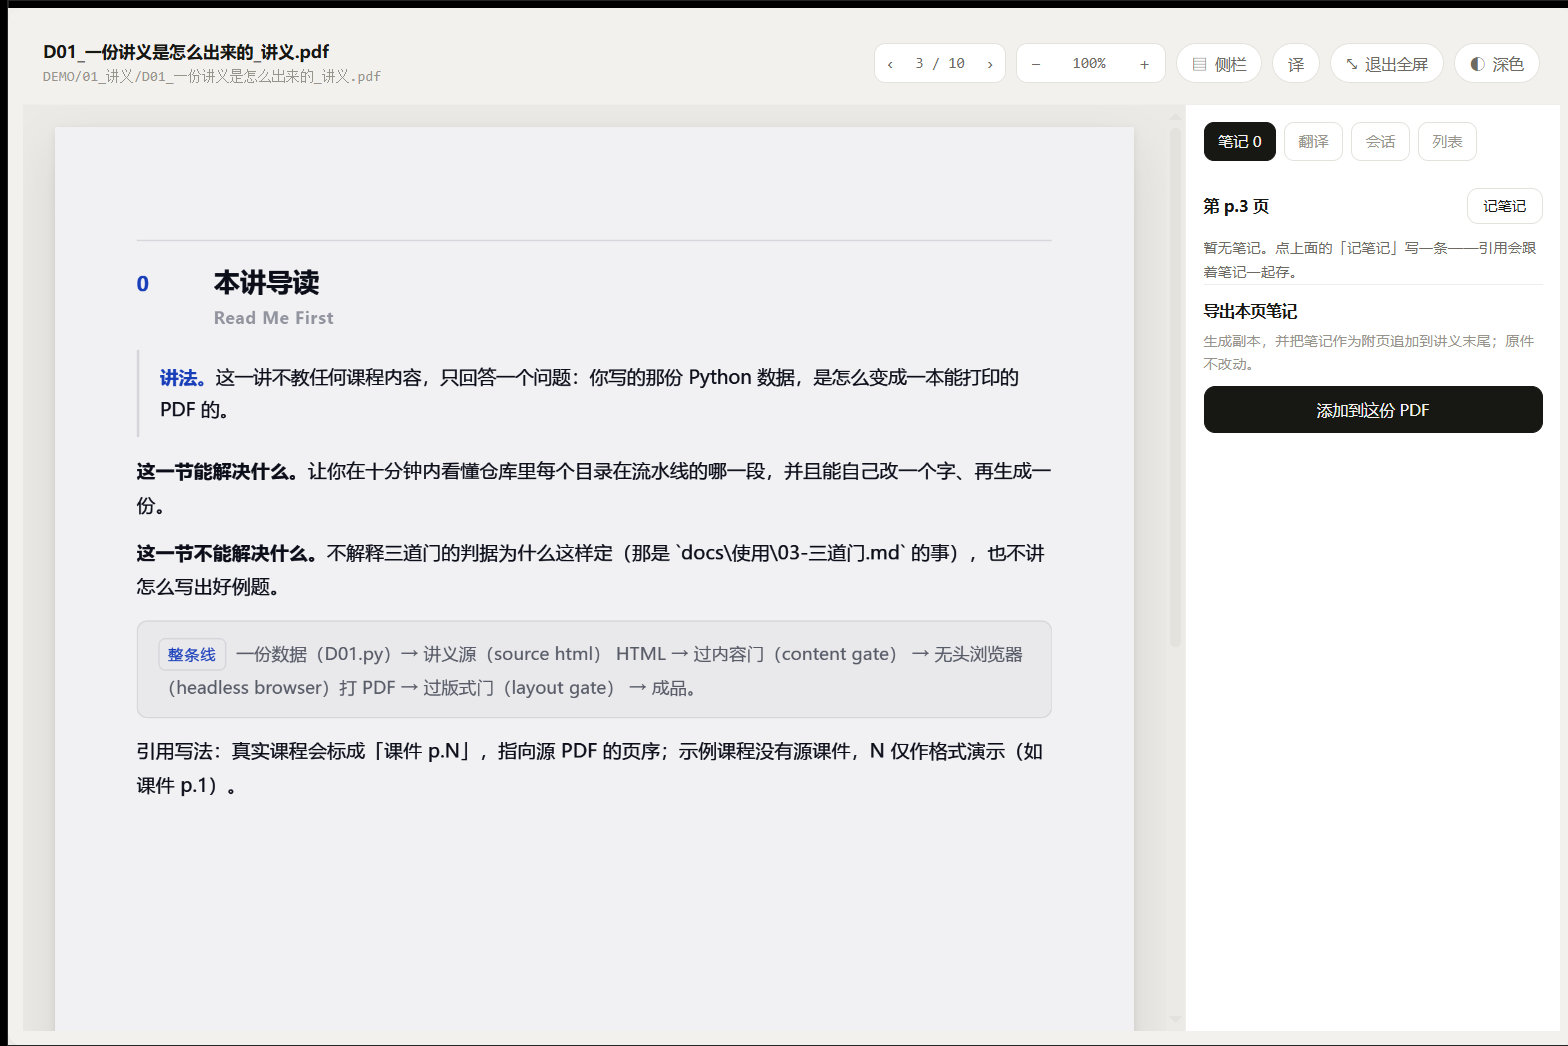 D01_一份讲义是怎么出来的_讲义.pdf
DEMO/01_讲义/D01_一份讲义是怎么出来的_讲义.pdf
‹ 3 / 10 ›
− 100% +
侧栏
译
退出全屏
深色
0 本讲导读
Read Me First
讲法。这一讲不教任何课程内容，只回答一个问题：你写的那份 Python 数据，是怎么变成一本能打印的
PDF 的。
这一节能解决什么。让你在十分钟内看懂仓库里每个目录在流水线的哪一段，并且能自己改一个字、再生成一
份。
这一节不能解决什么。不解释三道门的判据为什么这样定（那是 `docs\使用\03-三道门.md` 的事），也不讲
怎么写出好例题。
整条线 一份数据（D01.py）→ 讲义源（source html） HTML → 过内容门（content gate） → 无头浏览器
（headless browser）打 PDF → 过版式门（layout gate） → 成品。
引用写法：真实课程会标成「课件 p.N」，指向源 PDF 的页序；示例课程没有源课件，N 仅作格式演示（如
课件 p.1）。
笔记 0
翻译
会话
列表
第 p.3 页
记笔记
暂无笔记。点上面的「记笔记」写一条——引用会跟
着笔记一起存。
导出本页笔记
生成副本，并把笔记作为附页追加到讲义末尾；原件
不改动。
添加到这份 PDF